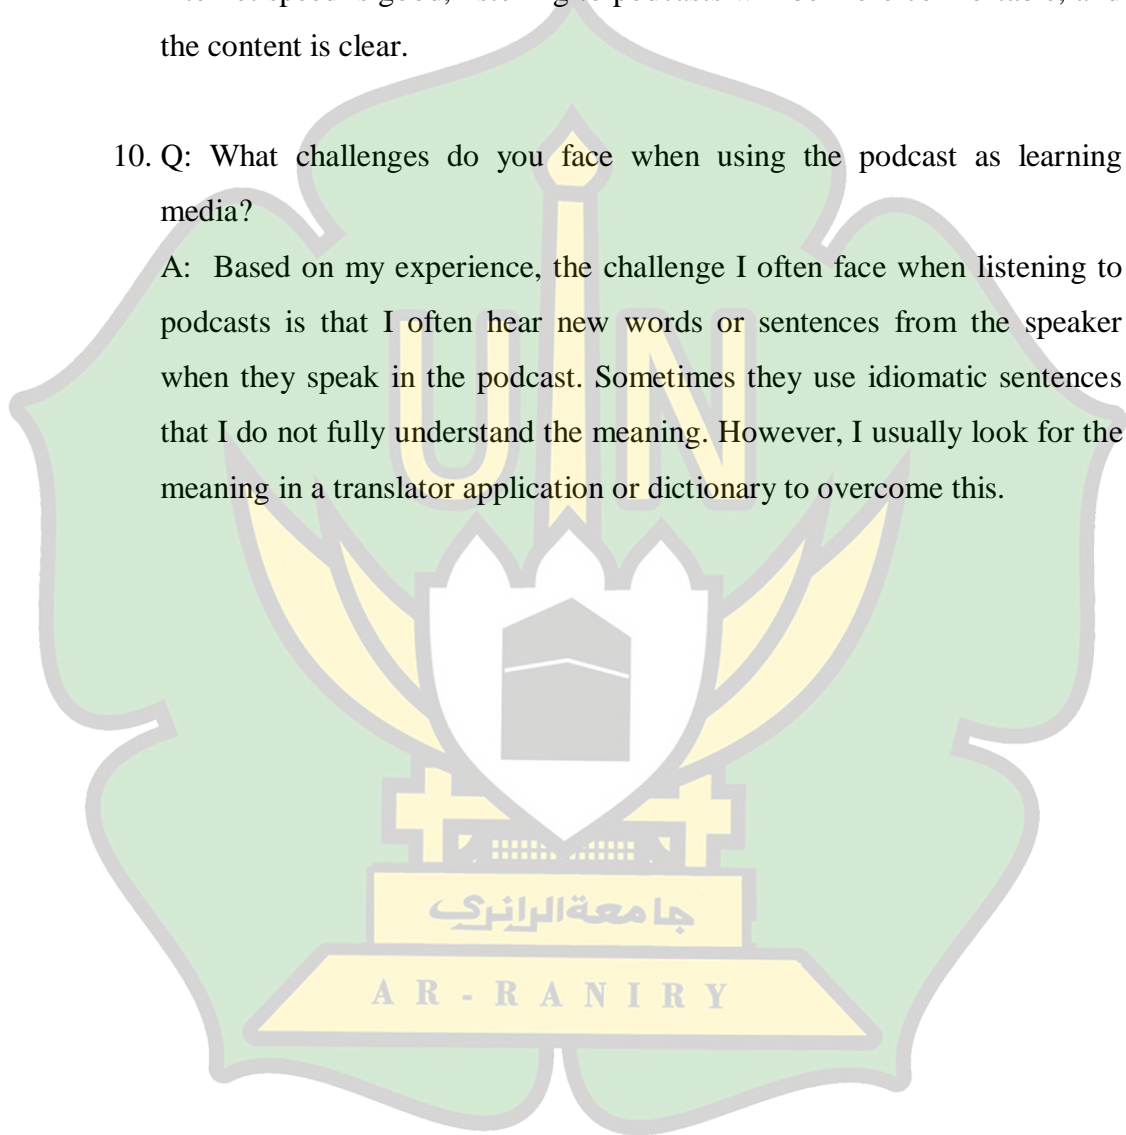 the content is clear.
10. Q: What challenges do you face when using the podcast as learning
media?
A: Based on my experience, the challenge I often face when listening to
podcasts is that I often hear new words or sentences from the speaker
when they speak in the podcast. Sometimes they use idiomatic sentences
that I do not fully understand the meaning. However, I usually look for the
meaning in a translator application or dictionary to overcome this.
UIN
جامعةالرانري
AR-RANIRY